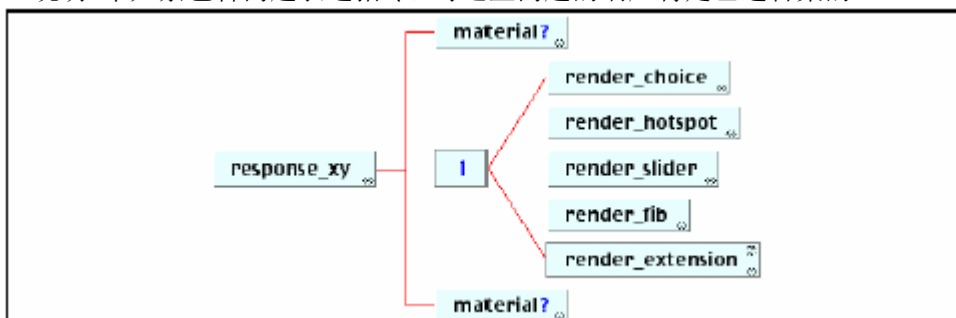 material?
render_choice
render_hotspot
response_xy
1
render_slider
render_fib
render_extension
material?